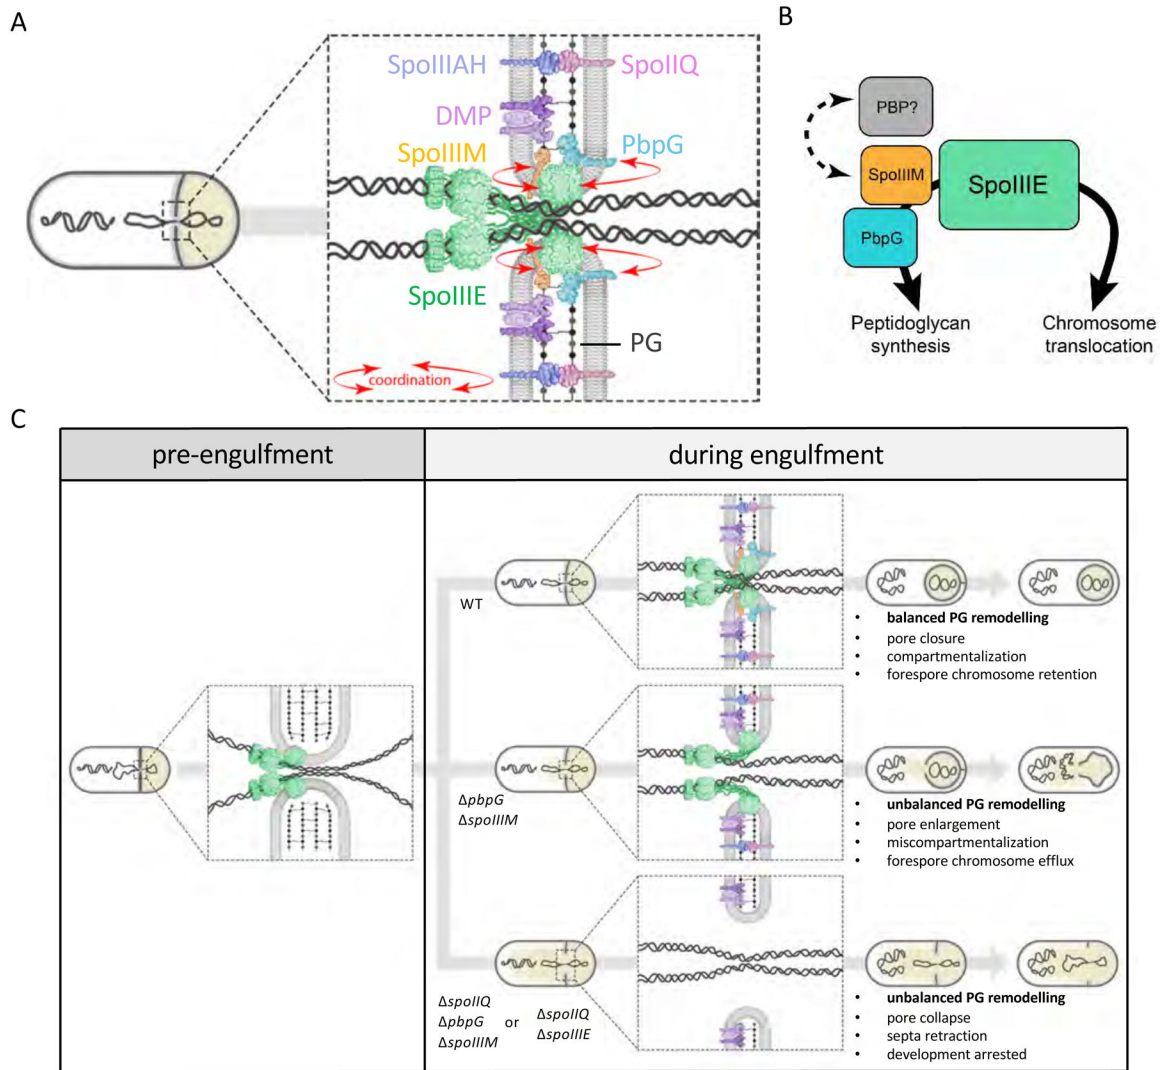 A
SpoIIIAH
SpoIIQ
DMP
SpoIIIM
PbpG
SpoIIIE
PG
coordination
B
PBP?
SpoIIIM
SpoIIIE
PbpG
Peptidoglycan
synthesis
Chromosome
translocation
C
pre-engulfment
during engulfment
WT
• balanced PG remodelling
• pore closure
• compartmentalization
• forespore chromosome retention
ΔpbpG
ΔspoIIIM
• unbalanced PG remodelling
• pore enlargement
• miscompartmentalization
• forespore chromosome efflux
ΔspoIIQ
ΔpbpG
ΔspoIIIM
or
ΔspoIIQ
ΔspoIIIE
• unbalanced PG remodelling
• pore collapse
• septa retraction
• development arrested